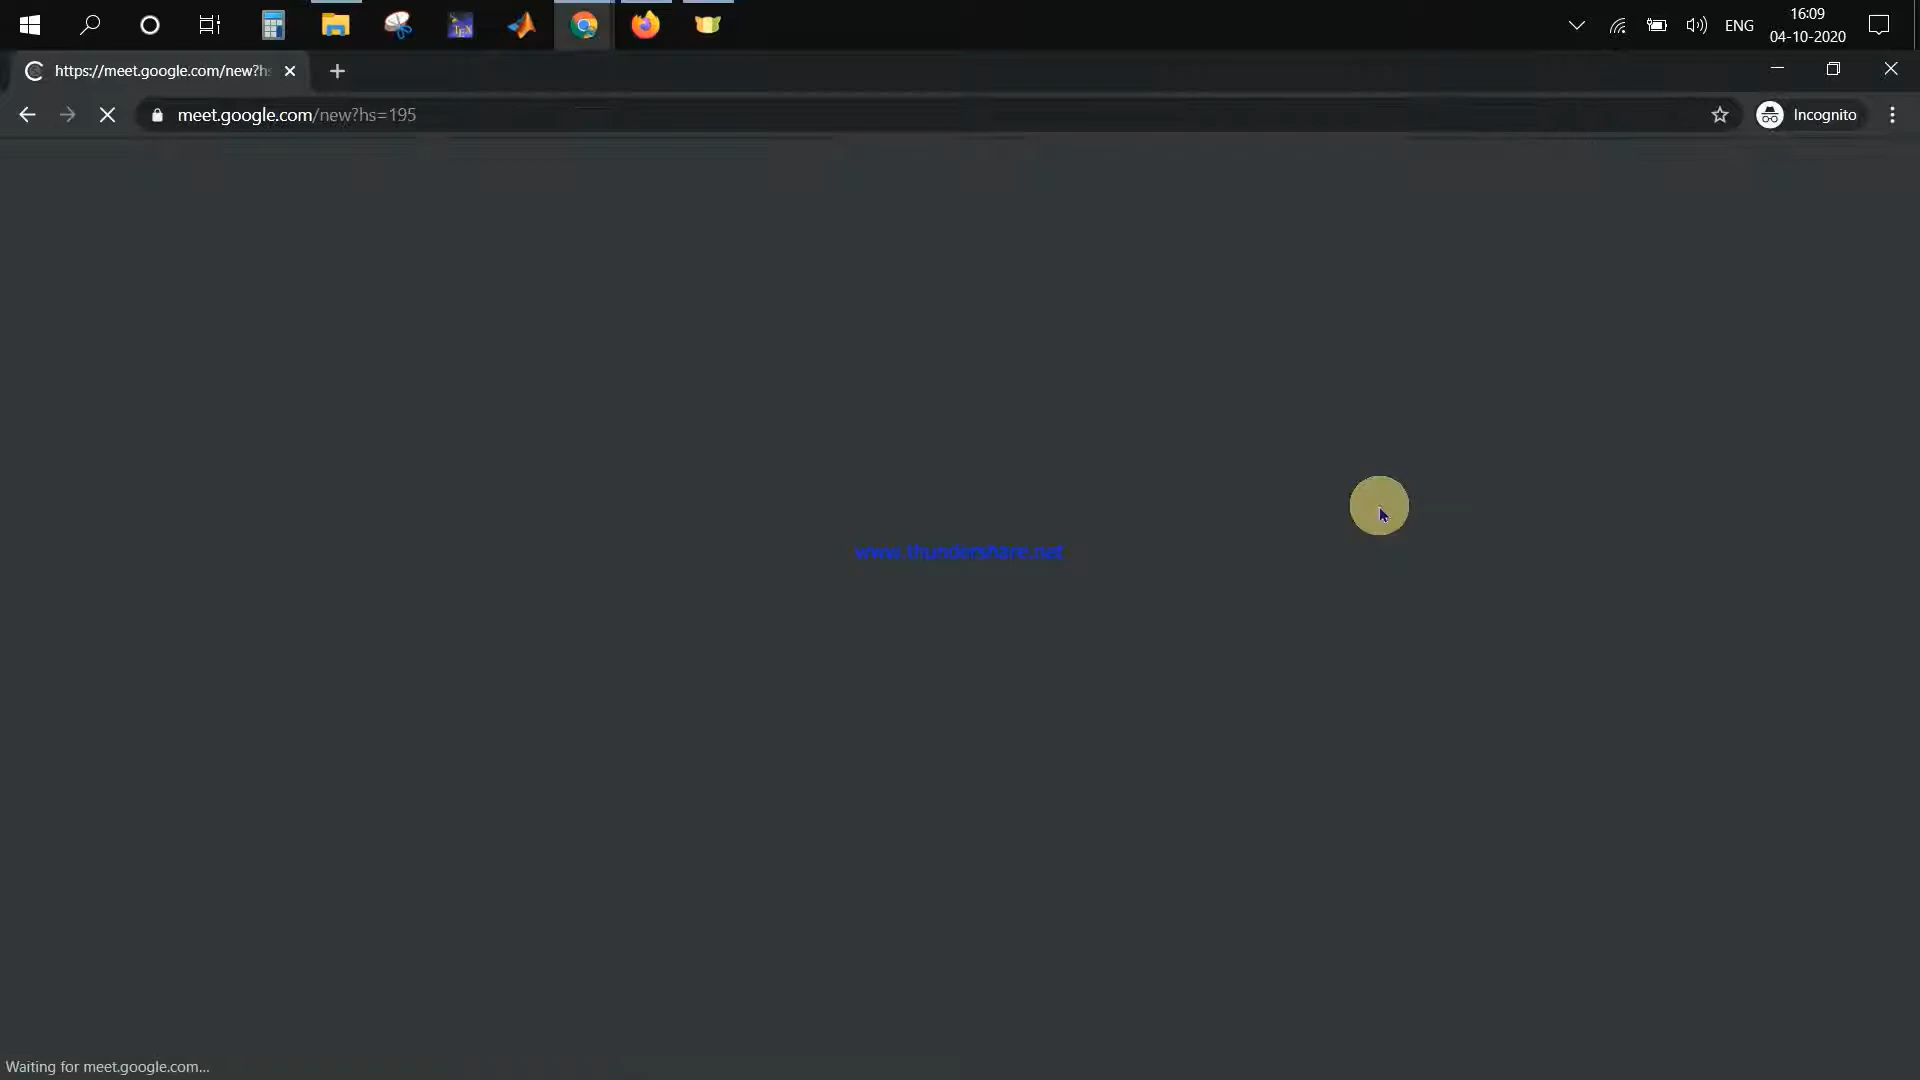 ENG
16:09
04-10-2020
https://meet.google.com/new?hs
meet.google.com/new?hs=195
Incognito
www.thundershare.net
Waiting for meet.google.com...